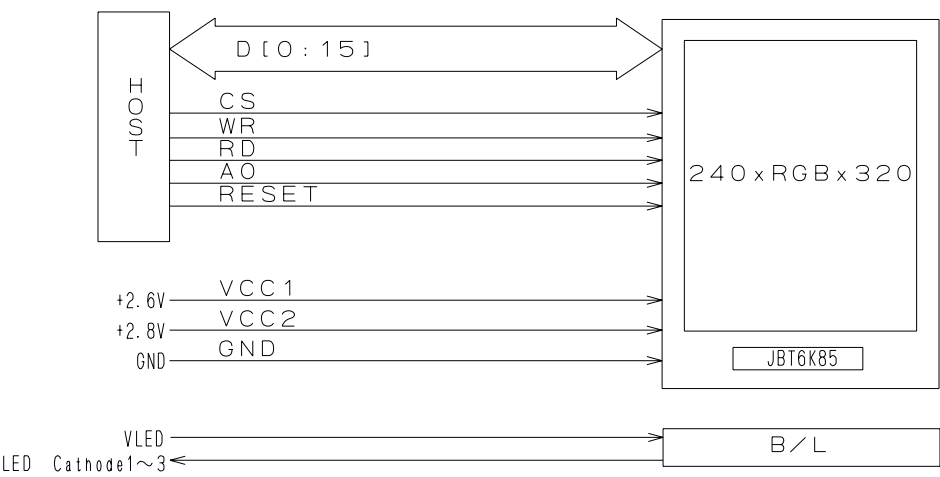 D[0:15]
HOST
CS
WR
RD
A0
RESET
240xRGBx320
+2.6V VCC1
+2.8V VCC2
GND GND
JBT6K85
VLED
B/L
LED Cathode1~3